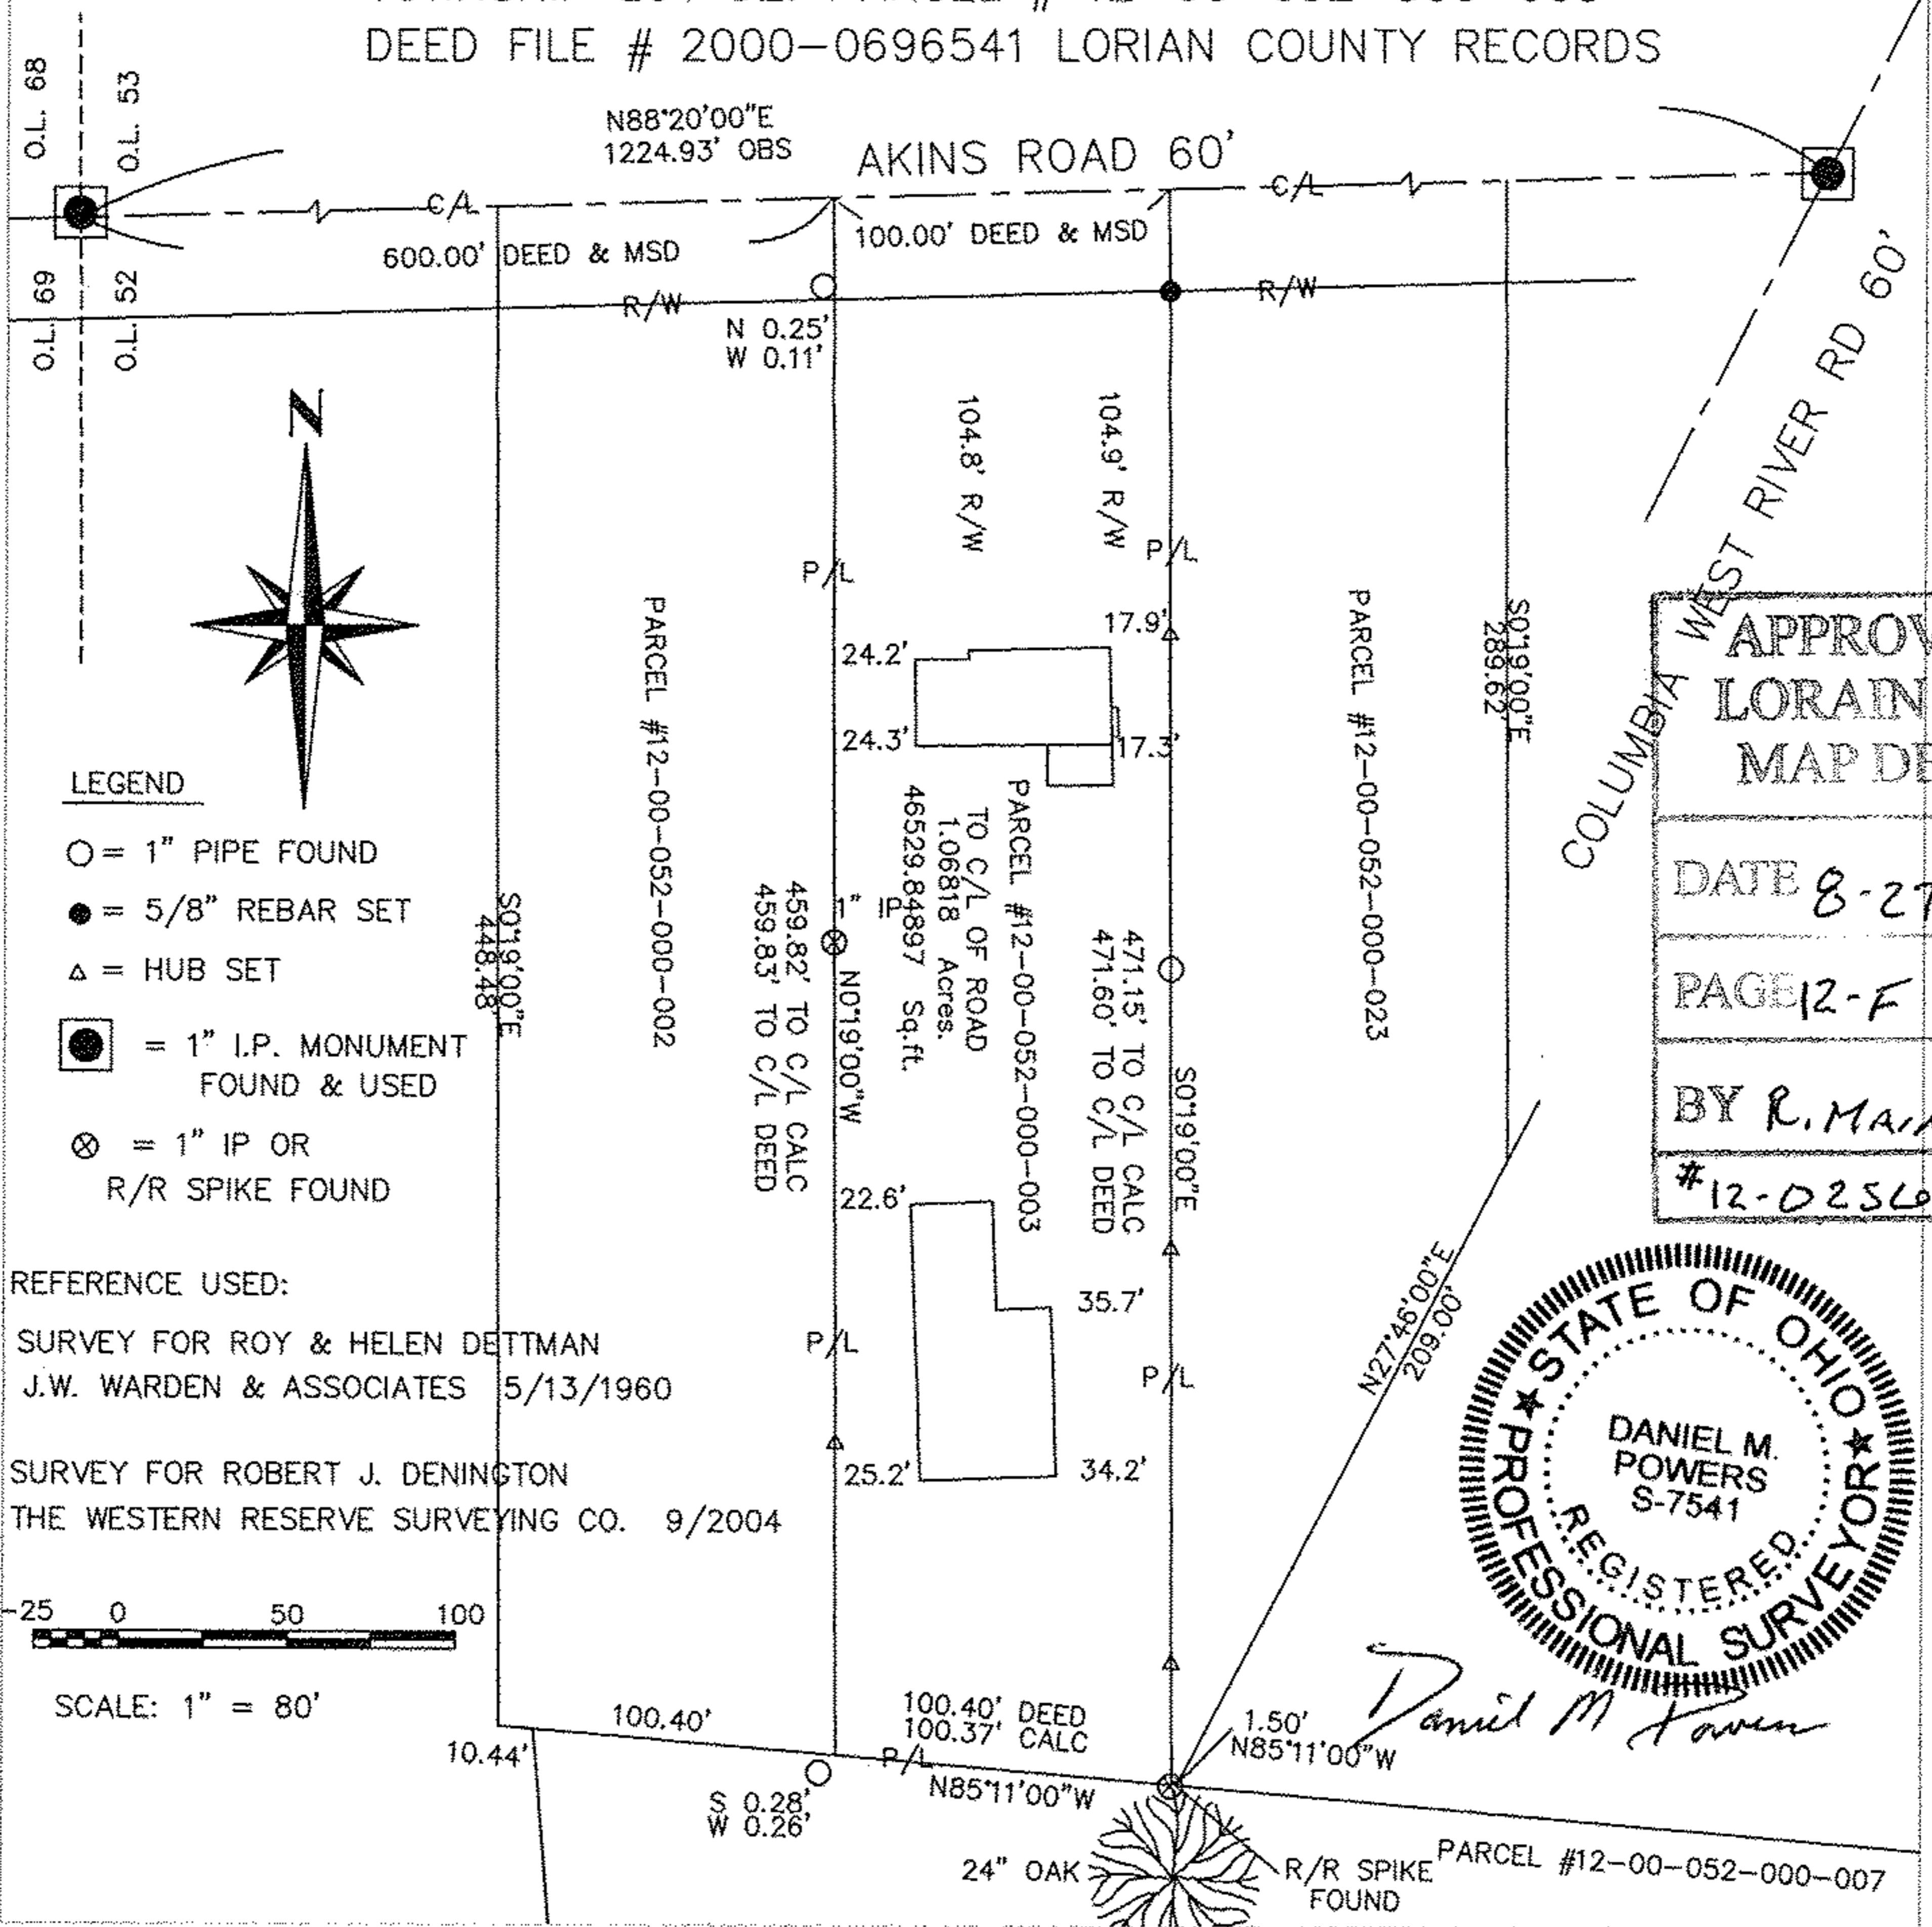 DEED FILE # 2000-0696541 LORIAN COUNTY RECORDS
O.L. 68
O.L. 53
N88°20'00"E
1224.93' OBS
AKINS ROAD 60'
C/L
C/L
600.00' DEED & MSD
100.00' DEED & MSD
O.L. 69
O.L. 52
R/W
R/W
N 0.25'
W 0.11'
COLUMBIA WEST RIVER RD 60'
N
104.8' R/W
104.9' R/W
P/L
P/L
PARCEL #12-00-052-000-002
24.2'
17.9'
24.3'
17.3'
PARCEL #12-00-052-000-023
S0°19'00"E
289.62'
PARCEL #12-00-052-000-003
TO C/L OF ROAD
1.06818 Acres.
46529.84897 Sq.ft.
1" IP
N0°19'00"W
459.82' TO C/L CALC
459.83' TO C/L DEED
471.15' TO C/L CALC
471.60' TO C/L DEED
S0°19'00"E
S0°19'00"E
448.48'
LEGEND
= 1" PIPE FOUND
= 5/8" REBAR SET
= HUB SET
= 1" I.P. MONUMENT
FOUND & USED
= 1" IP OR
R/R SPIKE FOUND
22.6'
35.7'
P/L
P/L
25.2'
34.2'
N27°46'00"E
209.00'
REFERENCE USED:
SURVEY FOR ROY & HELEN DETTMAN
J.W. WARDEN & ASSOCIATES 5/13/1960
SURVEY FOR ROBERT J. DENINGTON
THE WESTERN RESERVE SURVEYING CO. 9/2004
-25 0 50 100
SCALE: 1" = 80'
LORAIN
DATE 8-27
PAGE 12-F
BY R.
STATE OF OHIO
DANIEL M.
POWERS
S-7541
REGISTERED
PROFESSIONAL SURVEYOR
Daniel M Powers
100.40'
10.44'
100.40' DEED
100.37' CALC
P/L
N85°11'00"W
1.50'
N85°11'00"W
S 0.28'
W 0.26'
24" OAK
R/R SPIKE
FOUND
PARCEL #12-00-052-000-007